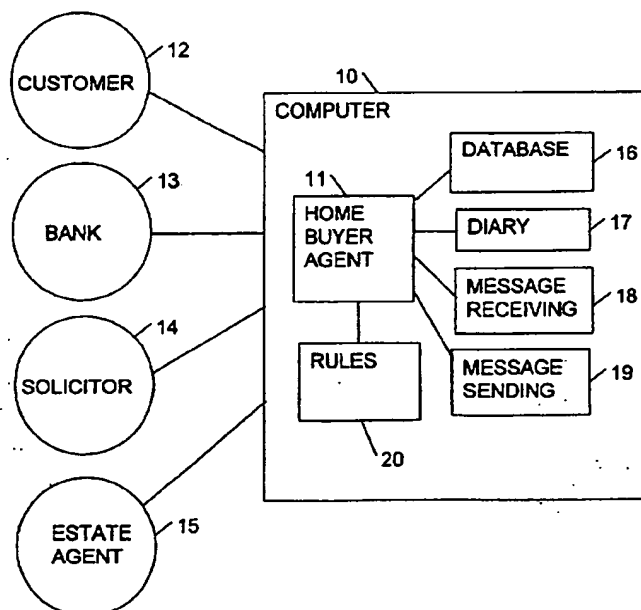 12
CUSTOMER
13
BANK
14
SOLICITOR
15
ESTATE
AGENT
10
COMPUTER
11
HOME
BUYER
AGENT
DATABASE
16
DIARY
17
MESSAGE
RECEIVING
18
MESSAGE
SENDING
19
RULES
20